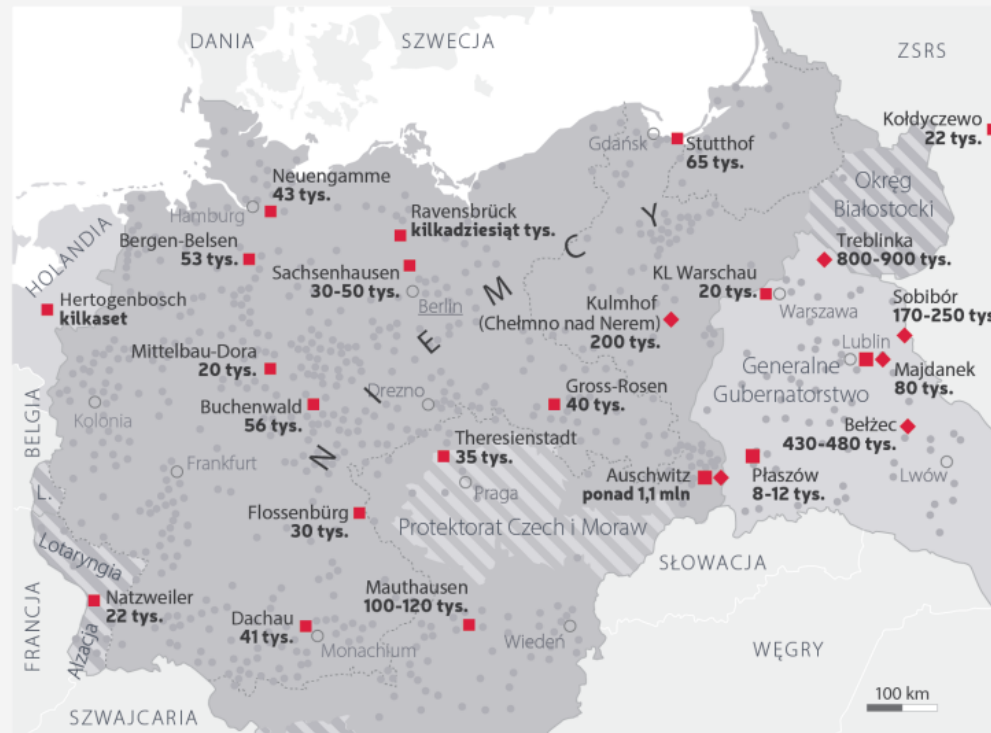 DANIA
SZWECJA
ZSRS
Kołdyczewo
22 tys.
Gdańsk
Stutthof
65 tys.
Okręg
Białostocki
Neuengamme
43 tys.
Hamburg
Ravensbrück
kilkadziesiąt tys.
HOLANDIA
Bergen-Belsen
53 tys.
Sachsenhausen
30-50 tys.
Berlin
NIEMCY
Treblinka
800-900 tys.
KL Warschau
20 tys.
Warszawa
Sobibór
170-250 tys
Hertogenbosch
kilkaset
Kulmhof
(Chełmno nad Nerem)
200 tys.
Lublin
Majdanek
80 tys.
Generalne
Gubernatorstwo
Mittelbau-Dora
20 tys.
Drezno
Gross-Rosen
40 tys.
BELGIA
Kolonia
Buchenwald
56 tys.
Bełżec
430-480 tys.
Lwów
Theresienstadt
35 tys.
Praga
Frankfurt
Auschwitz
ponad 1,1 mln
Płaszów
8-12 tys.
L.
Flossenbürg
30 tys.
Protektorat Czech i Moraw
SŁOWACJA
Lotaryngia
FRANCJA
Natzweiler
22 tys.
Alzacja
Dachau
41 tys.
Monachium
Mauthausen
100-120 tys.
Wiedeń
WĘGRY
100 km
SZWAJCARIA